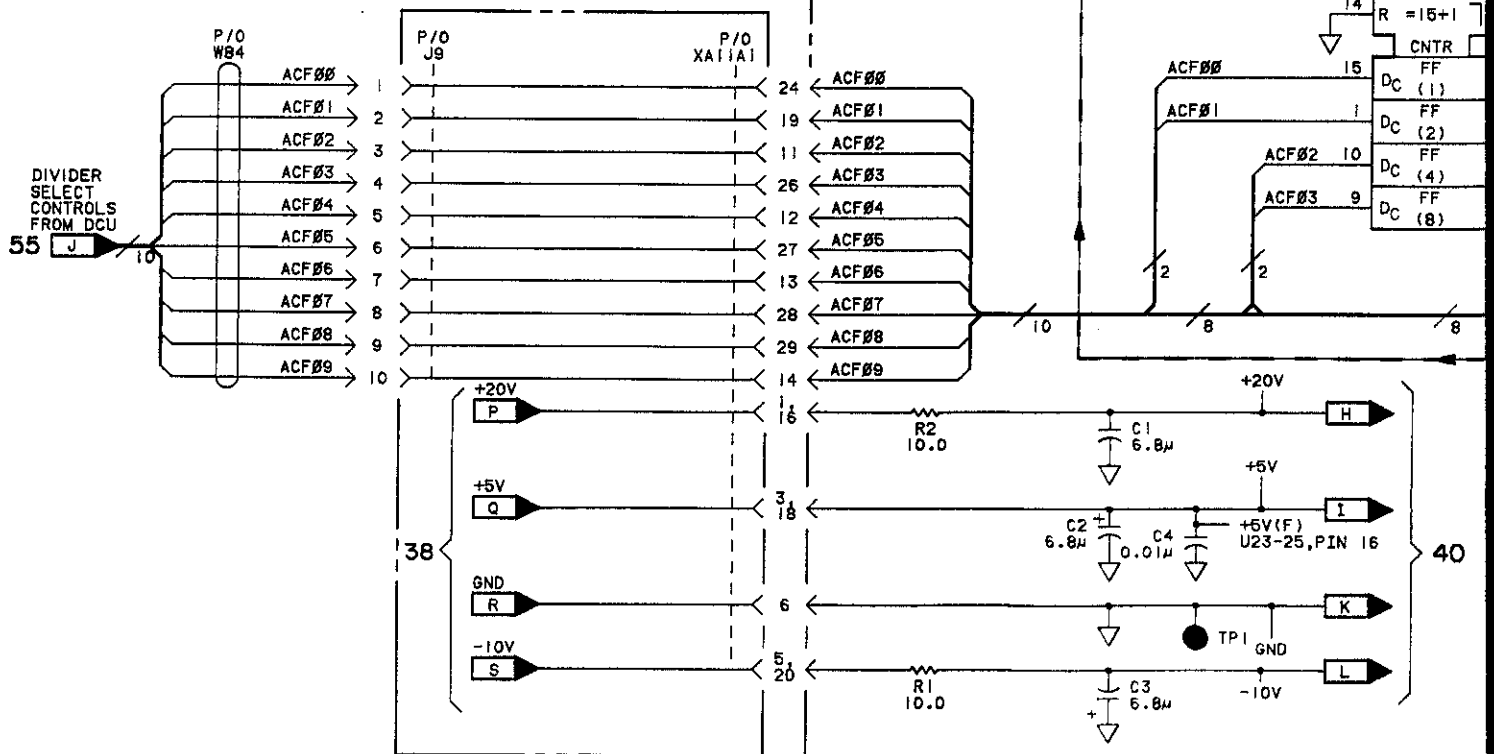 P/O
W84
P/O
J9
P/O
XA11A1
14
R =15+1
CNTR
ACFØØ 1 24 ACFØØ
ACFØ1 2 19 ACFØ1
ACFØ2 3 11 ACFØ2
ACFØ3 4 26 ACFØ3
ACFØ4 5 12 ACFØ4
ACFØ5 6 27 ACFØ5
ACFØ6 7 13 ACFØ6
ACFØ7 8 28 ACFØ7
ACFØ8 9 29 ACFØ8
ACFØ9 10 14 ACFØ9
DIVIDER
SELECT
CONTROLS
FROM DCU
55 J
10
ACFØØ 15 DC FF (1)
ACFØ1 1 DC FF (2)
ACFØ2 10 DC FF (4)
ACFØ3 9 DC FF (8)
2
2
10
8
8
38
+20V
P
1,
16
R2
10.0
C1
6.8µ
+20V
H
+5V
Q
3,
18
C2 +
6.8µ
C4
0.01µ
+5V
+5V(F)
U23-25,PIN 16
I
40
GND
R
6
TP1
GND
K
-10V
S
5,
20
R1
10.0
C3
6.8µ
+
-10V
L